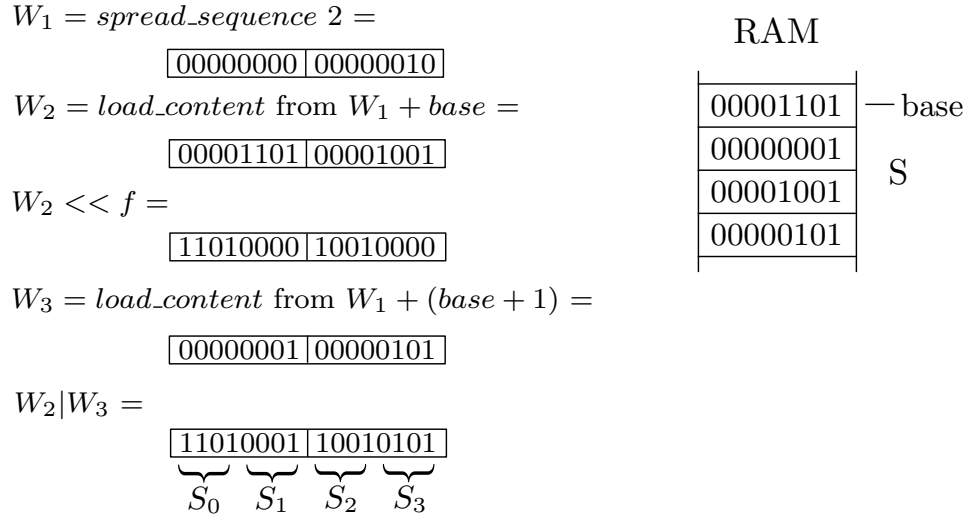 W₁ = spread_sequence 2 =
00000000 00000010
W₂ = load_content from W₁ + base =
00001101 00001001
W₂ << f =
11010000 10010000
W₃ = load_content from W₁ + (base + 1) =
00000001 00000101
W₂|W₃ =
11010001 10010101
S₀ S₁ S₂ S₃
RAM
00001101 base
00000001
S
00001001
00000101